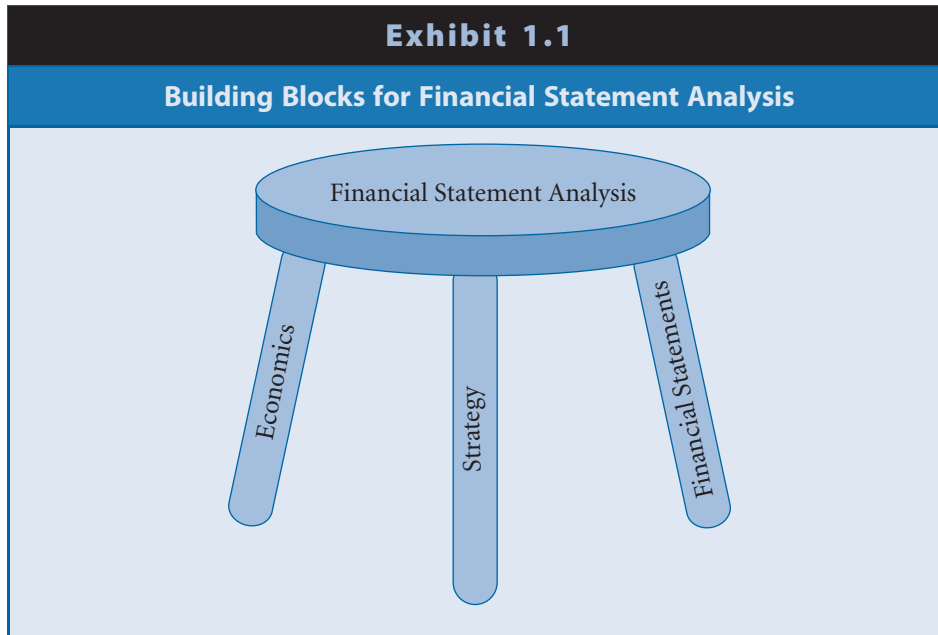 Exhibit 1.1
Building Blocks for Financial Statement Analysis
Financial Statement Analysis
Economics
Strategy
Financial Statements